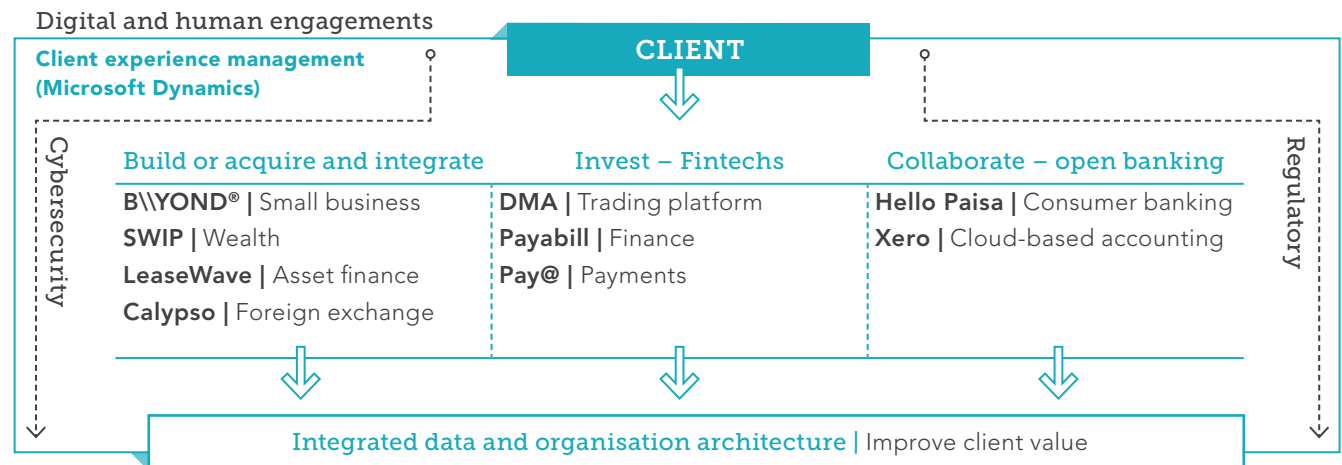 Digital and human engagements
CLIENT
Client experience management
(Microsoft Dynamics)
Cybersecurity
Regulatory
Build or acquire and integrate
B\\YOND® | Small business
SWIP | Wealth
LeaseWave | Asset finance
Calypso | Foreign exchange
Invest – Fintechs
DMA | Trading platform
Payabill | Finance
Pay@ | Payments
Collaborate – open banking
Hello Paisa | Consumer banking
Xero | Cloud-based accounting
Integrated data and organisation architecture | Improve client value